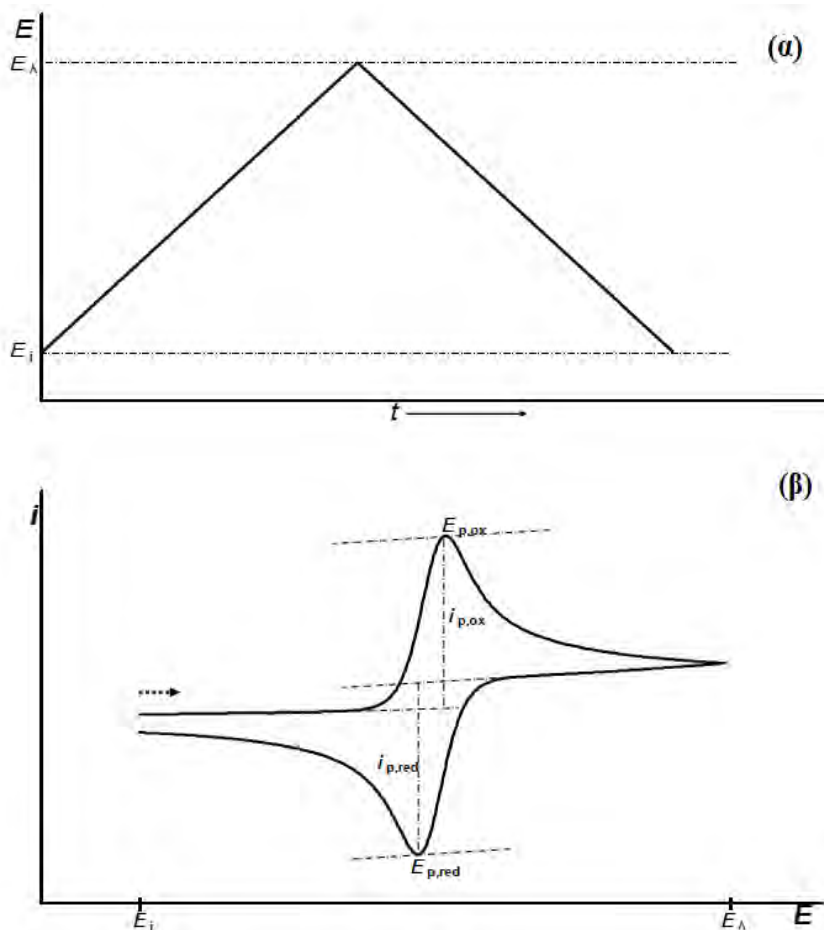 E
E λ
(α)
E i
t
(β)
i
E p,ox
i p,ox
i p,red
E p,red
E i
E λ
E